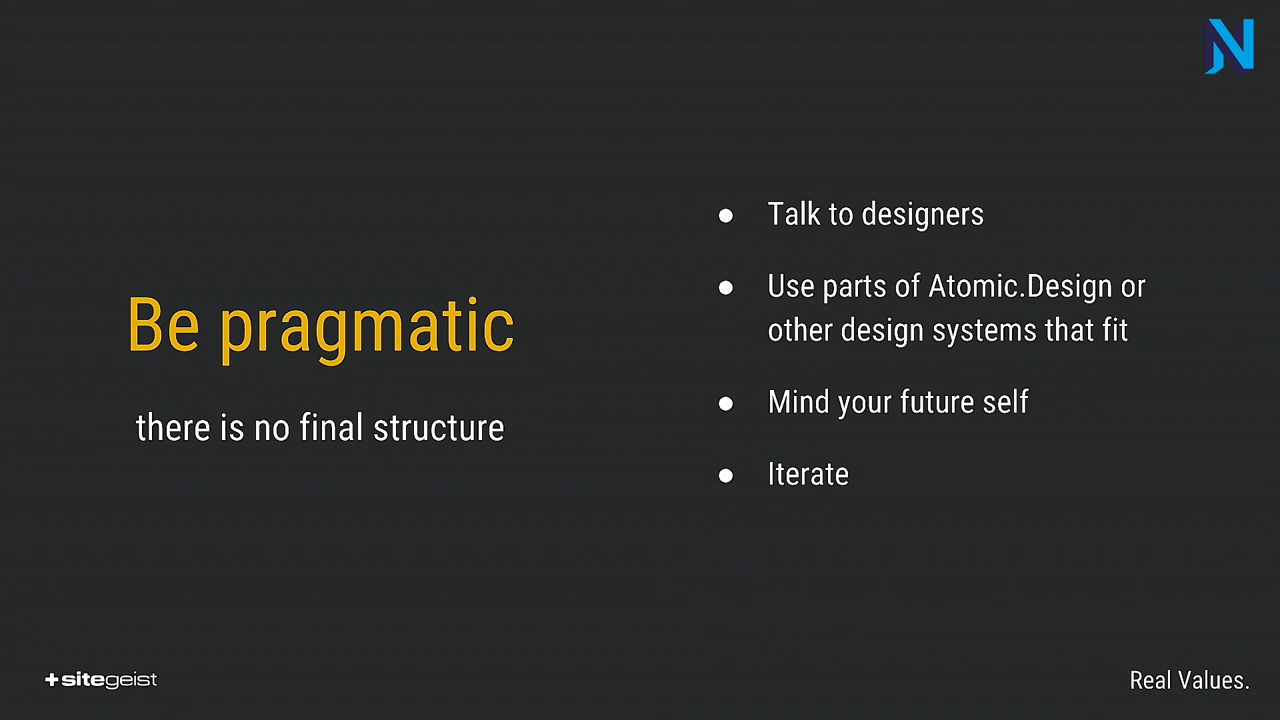 Be pragmatic
there is no final structure
● Talk to designers
● Use parts of Atomic.Design or
other design systems that fit
● Mind your future self
● Iterate
+sitegeist
Real Values.